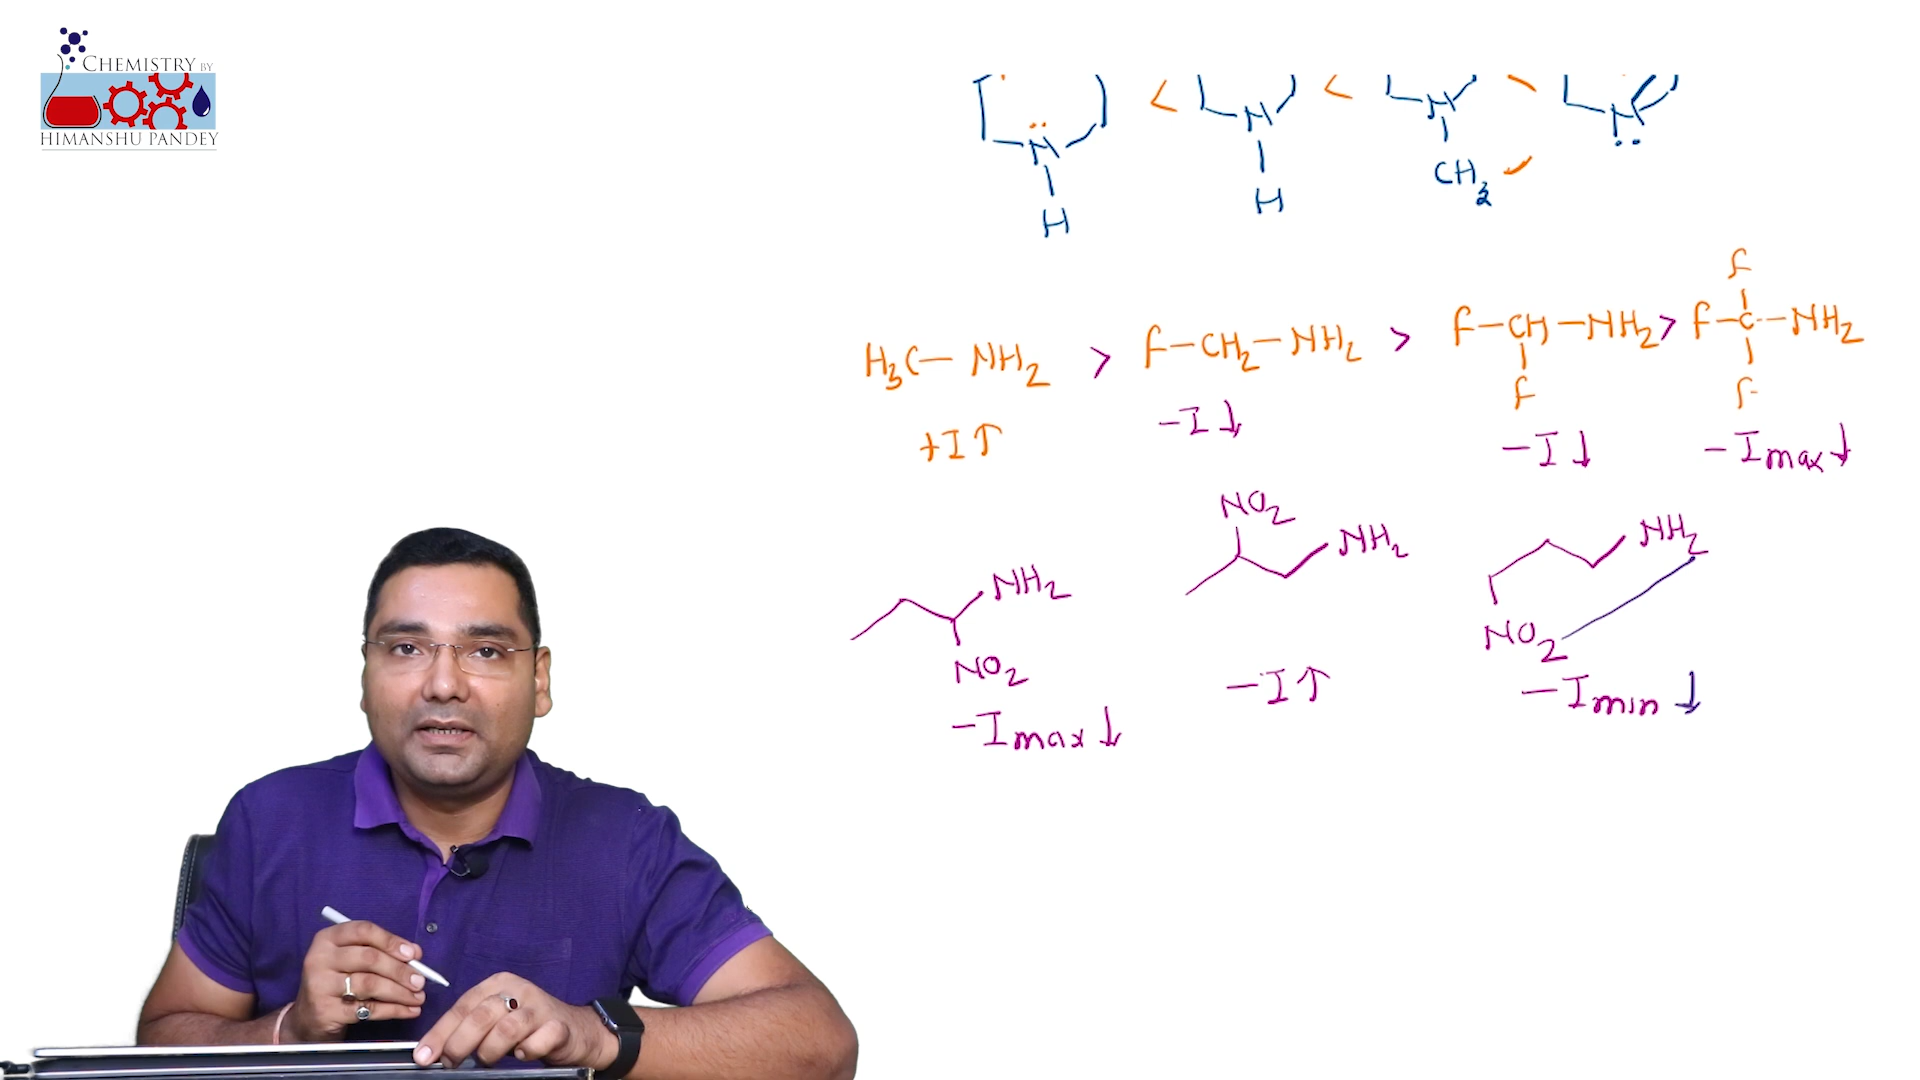 CHEMISTRY BY
HIMANSHU PANDEY
N < N < N N
H H CH3
H3C-NH2 > F-CH2-NH2 > F-CH-NH2 > F-C-NH2
F F F
+I↑ -I↓ -I↓ -Imax↓
NH2 NO2 NH2 NH2
NO2 NO2
-Imax↓ -I↑ -Imin↓